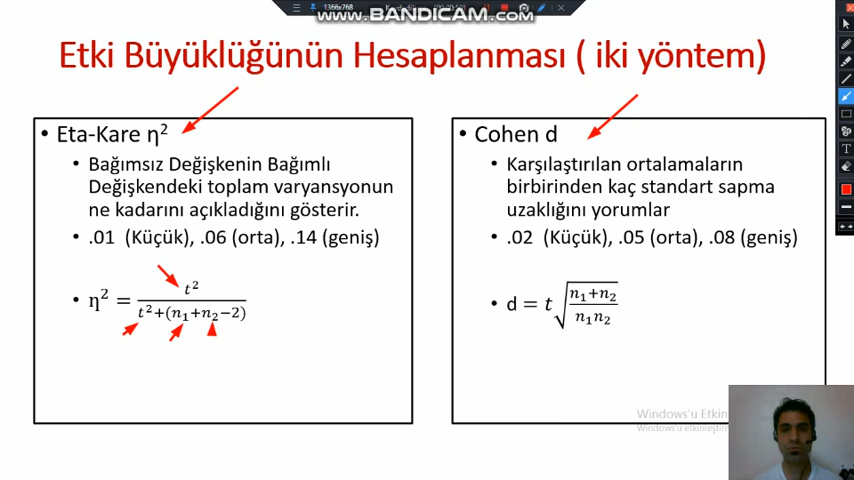 1366x768
www.BANDICAM.com
Etki Büyüklüğünün Hesaplanması ( iki yöntem)
• Eta-Kare η²
• Bağımsız Değişkenin Bağımlı
Değişkendeki toplam varyansyonun
ne kadarını açıkladığını gösterir.
• .01 (Küçük), .06 (orta), .14 (geniş)
• η² = t² / t²+(n₁+n₂−2)
• Cohen d
• Karşılaştırılan ortalamaların
birbirinden kaç standart sapma
uzaklığını yorumlar
• .02 (Küçük), .05 (orta), .08 (geniş)
• d = t √ n₁+n₂ / n₁n₂
Windows'u Etkin
Windows'u etkinleştir